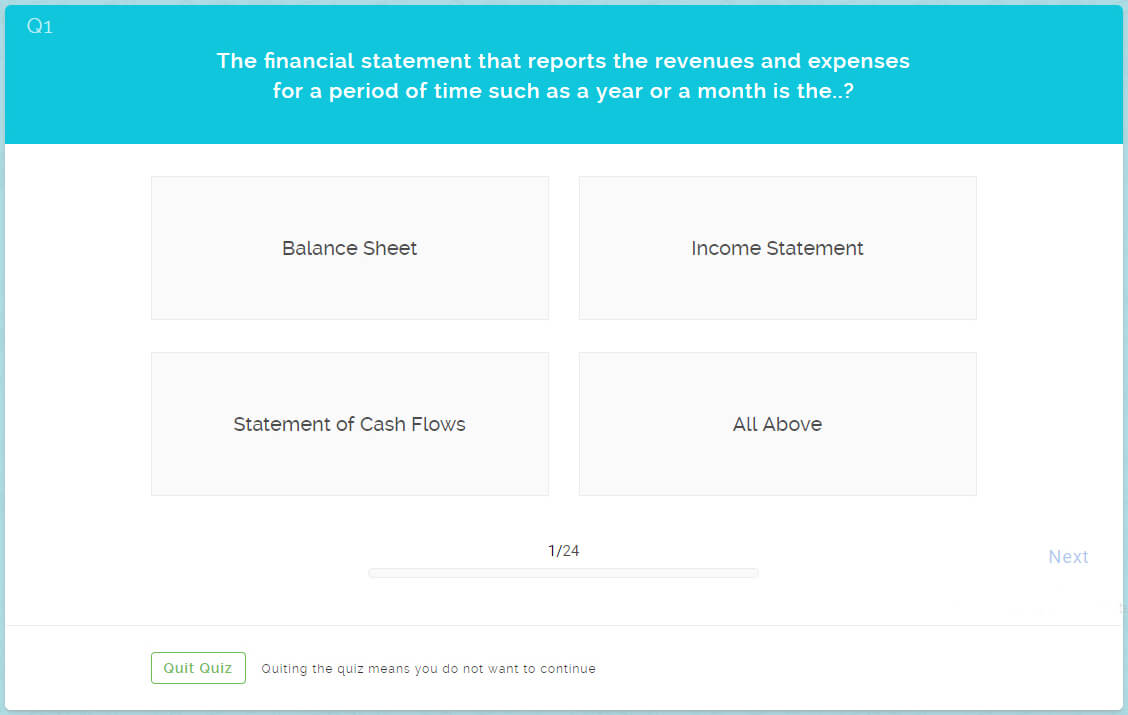 Q1
The financial statement that reports the revenues and expenses
for a period of time such as a year or a month is the..?
Balance Sheet
Income Statement
Statement of Cash Flows
All Above
1/24
Next
Quit Quiz
Quiting the quiz means you do not want to continue